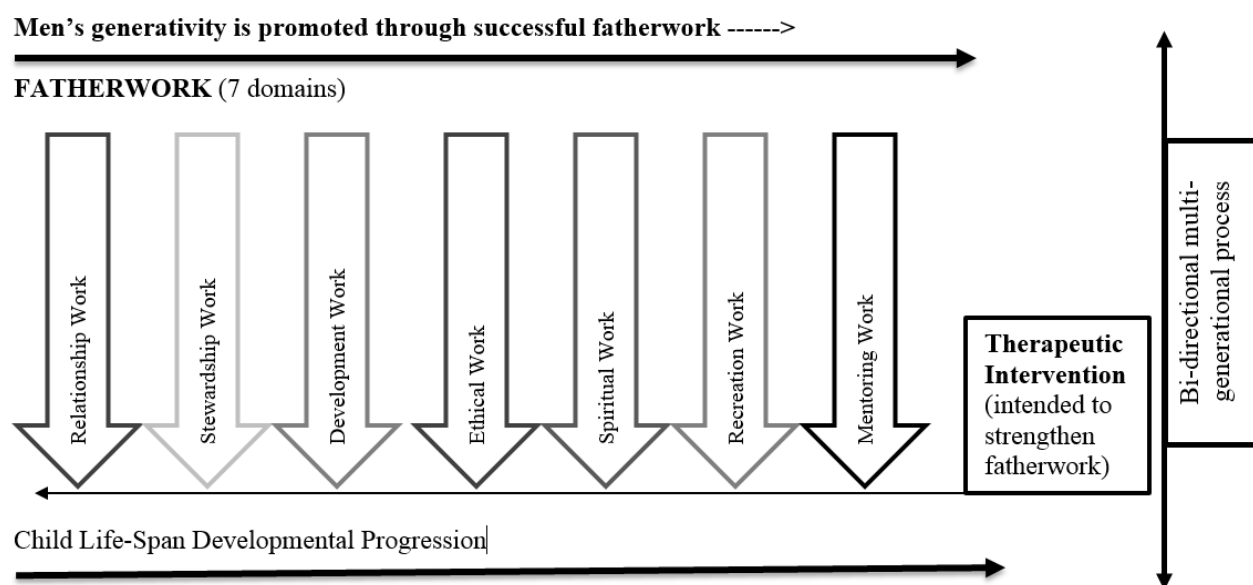 Men’s generativity is promoted through successful fatherwork ------>
FATHERWORK (7 domains)
Relationship Work
Stewardship Work
Development Work
Ethical Work
Spiritual Work
Recreation Work
Mentoring Work
Therapeutic
Intervention
(intended to
strengthen
fatherwork)
Bi-directional multi-
generational process
Child Life-Span Developmental Progression